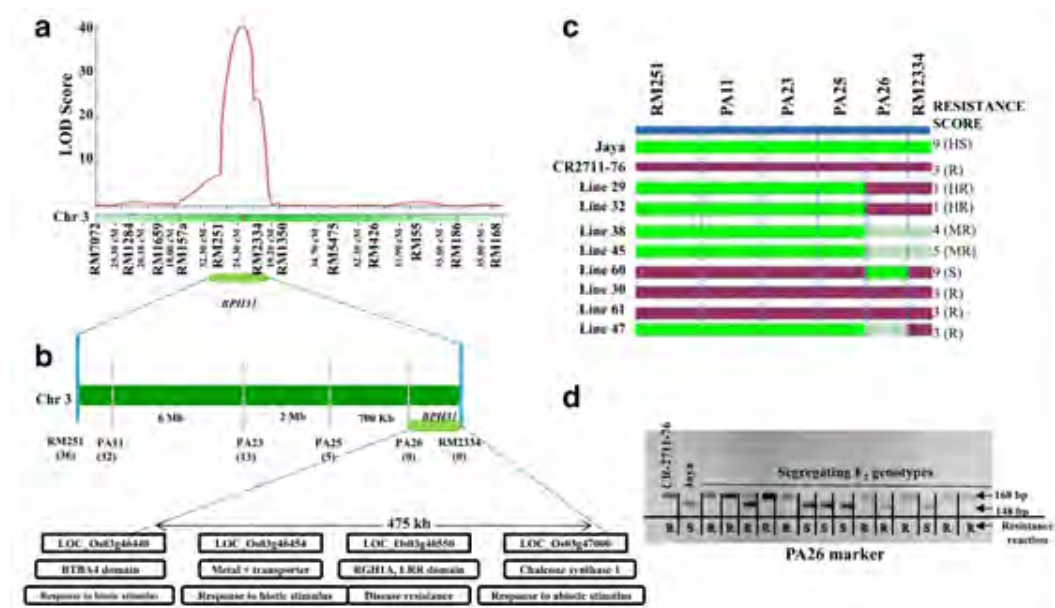 a
40
30
20
10
LOD Score
Chr 3
RM7072
RM1284
RM1659
RM157a
RM251
RM2334
RM1350
RM5475
RM426
RM55
RM186
RM168
BPH31
b
Chr 3
6 Mb
2 Mb
700 Kb
BPH31
RM251
(36)
PA11
(32)
PA23
(13)
PA25
(5)
PA26
(0)
RM2334
(0)
475 kb
LOC_Os03g46440
LOC_Os03g46454
LOC_Os03g46550
LOC_Os03g47000
BTBA4 domain
Metal + transporter
RGH1A, LRR domain
Chalcone synthase 1
Response to biotic stimulus
Response to biotic stimulus
Disease resistance
Response to abiotic stimulus
c
RM251
PA11
PA23
PA25
PA26
RM2334
RESISTANCE
SCORE
Jaya
9 (HS)
CR2711-76
3 (R)
Line 29
1 (HR)
Line 32
1 (HR)
Line 38
4 (MR)
Line 45
5 (MR)
Line 60
9 (S)
Line 30
3 (R)
Line 61
3 (R)
Line 47
3 (R)
d
CR-2711-76
Jaya
Segregating F2 genotypes
160 bp
148 bp
R S R R R R R S S S R R S R R
Resistance
reaction
PA26 marker